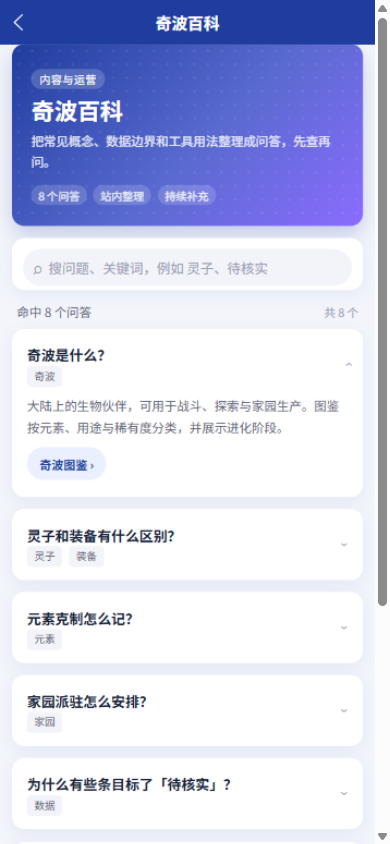 奇波百科
内容与运营
奇波百科
把常见概念、数据边界和工具用法整理成问答，先查再
问。
8 个问答 站内整理 持续补充
搜问题、关键词，例如 灵子、待核实
命中 8 个问答 共 8 个
奇波是什么？
奇波
大陆上的生物伙伴，可用于战斗、探索与家园生产。图鉴
按元素、用途与稀有度分类，并展示进化阶段。
奇波图鉴 ›
灵子和装备有什么区别？
灵子 装备
元素克制怎么记？
元素
家园派驻怎么安排？
家园
为什么有些条目标了「待核实」？
数据